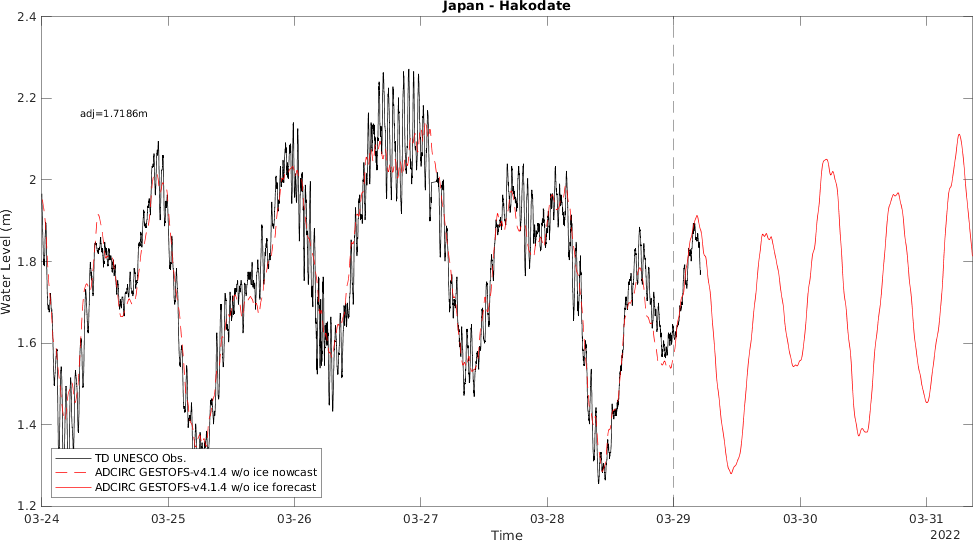 Japan - Hakodate
2.4
2.2
2
1.8
1.6
1.4
1.2
Water Level (m)
adj=1.7186m
TD UNESCO Obs.
ADCIRC GESTOFS-v4.1.4 w/o ice nowcast
ADCIRC GESTOFS-v4.1.4 w/o ice forecast
03-24 03-25 03-26 03-27 03-28 03-29 03-30 03-31
Time
2022